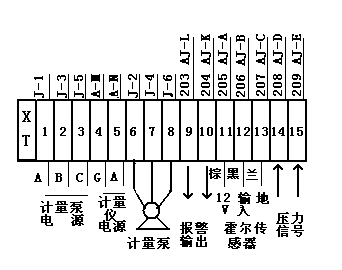 J-1 J-3 J-5 A-M A-N J-2 J-4 J-6 203 AJ-L 204 AJ-K 205 AJ-A 206 AJ-B 207 AJ-C 208 AJ-D 209 AJ-E
XT 1 2 3 4 5 6 7 8 9 10 11 12 13 14 15
A B C G A 棕 黑 兰
计量泵
电源
计量
仪
电源
计量泵
报警
输出
12V 输入 地
霍尔传
感器
压力
信号